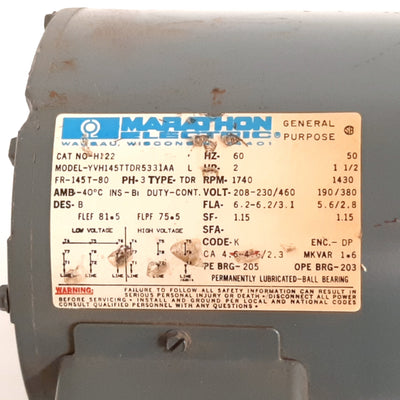 MARATHON GENERAL
ELECTRIC® PURPOSE
WAUSAU, WISCONSIN 54401
CAT NO-H122 HZ- 60 50
MODEL-YVH145TTDR5331AA L HP- 2 1 1/2
FR-145T-80 PH-3 TYPE-TDR RPM- 1740 1430
AMB-40°C INS-B1 DUTY-CONT. VOLT-208-230/460 190/380
DES-B FLA- 6.2-6.2/3.1 5.6/2.8
FLEF 81.5 FLPF 75.5 SF- 1.15 1.15
LOW VOLTAGE HIGH VOLTAGE SFA-
CODE-K ENC.- DP
CA /2.3 MKVAR 1.6
PE BRG-205 OPE BRG-203
PERMANENTLY LUBRICATED-BALL BEARING
WARNING: FAILURE TO FOLLOW ALL SAFETY INFORMATION CAN RESULT IN
SERIOUS PERSONAL INJURY OR DEATH • DISCONNECT ALL POWER
BEFORE SERVICING • INSTALL AND GROUND PER LOCAL AND NATIONAL
CODES • CONSULT QUALIFIED PERSONNEL WITH ANY QUESTIONS •